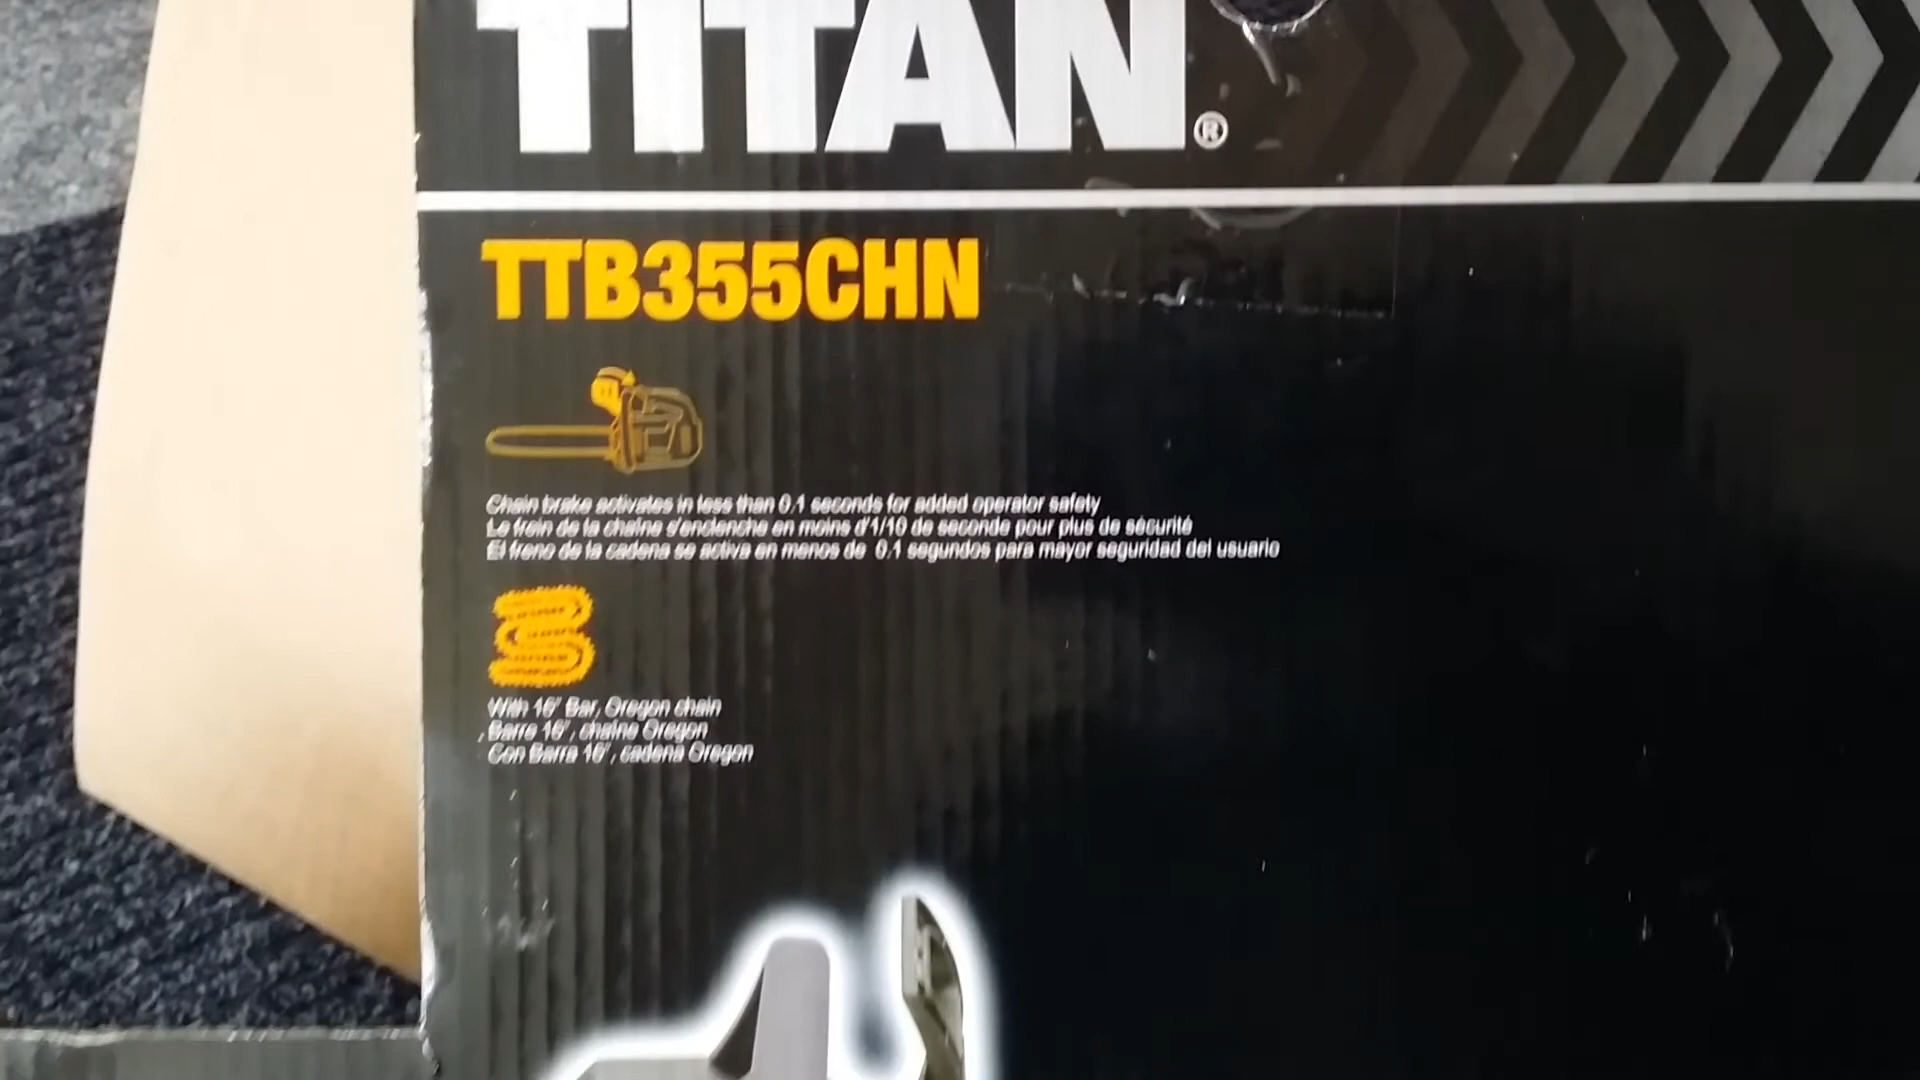 TITAN®
TTB355CHN
Chain brake activates in less than 0.1 seconds for added operator safety
Le frein de la chaîne s'enclenche en moins d'1/10 de seconde pour plus de sécurité
El freno de la cadena se activa en menos de 0.1 segundos para mayor seguridad del usuario
With 16" Bar, Oregon chain
Barre 16", chaîne Oregon
Con Barra 16", cadena Oregon